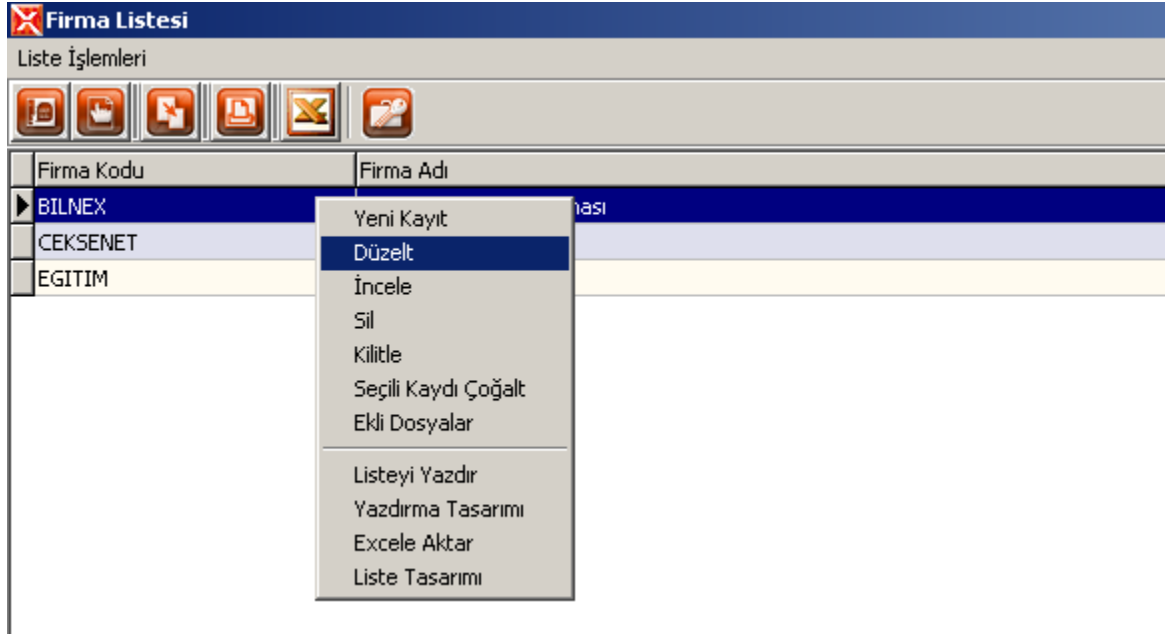 Firma Listesi
Liste İşlemleri
Firma Kodu Firma Adı
BILNEX
CEKSENET
EGITIM
Yeni Kayıt
Düzelt
İncele
Sil
Kilitle
Seçili Kaydı Çoğalt
Ekli Dosyalar
Listeyi Yazdır
Yazdırma Tasarımı
Excele Aktar
Liste Tasarımı